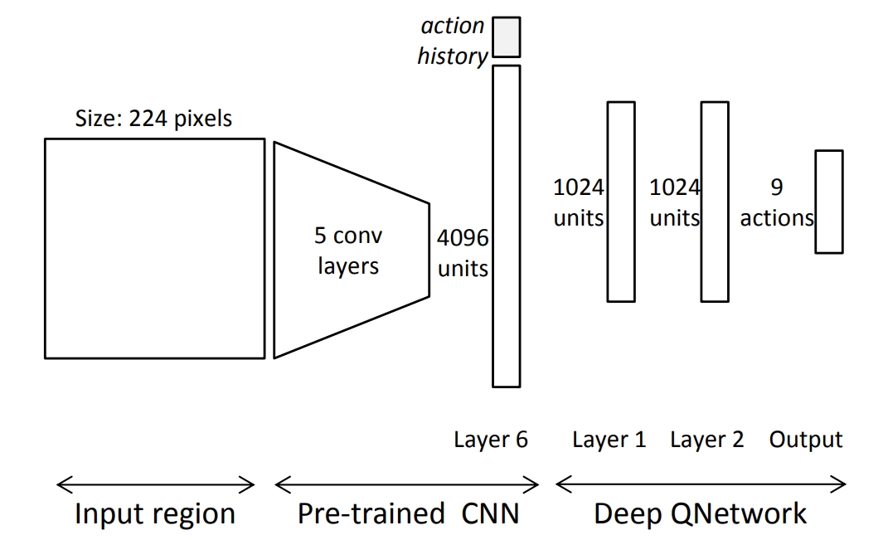 action
history
Size: 224 pixels
5 conv
layers
4096
units
1024
units
1024
units
9
actions
Layer 6
Layer 1
Layer 2
Output
Input region
Pre-trained CNN
Deep QNetwork